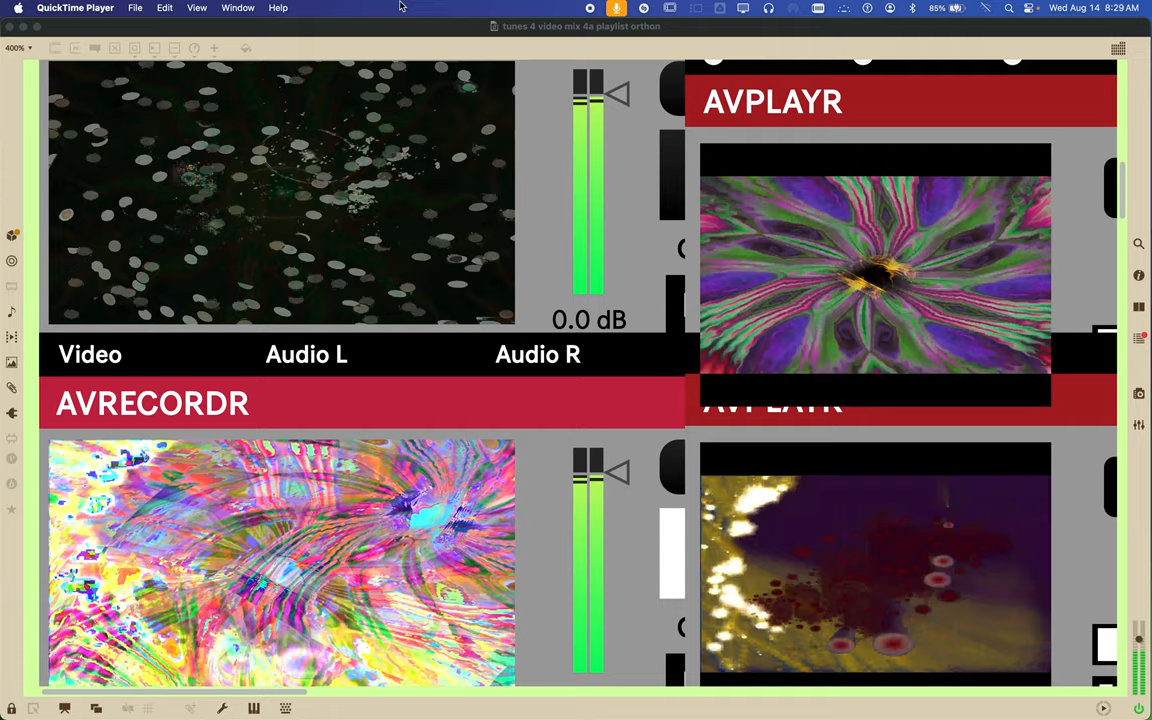 QuickTime Player File Edit View Window Help 85% Wed Aug 14 8:29 AM
tunes 4 video mix 4a playlist orthon
400%
AVPLAYR
0.0 dB
Video Audio L Audio R
AVRECORDR
AVPLAYR